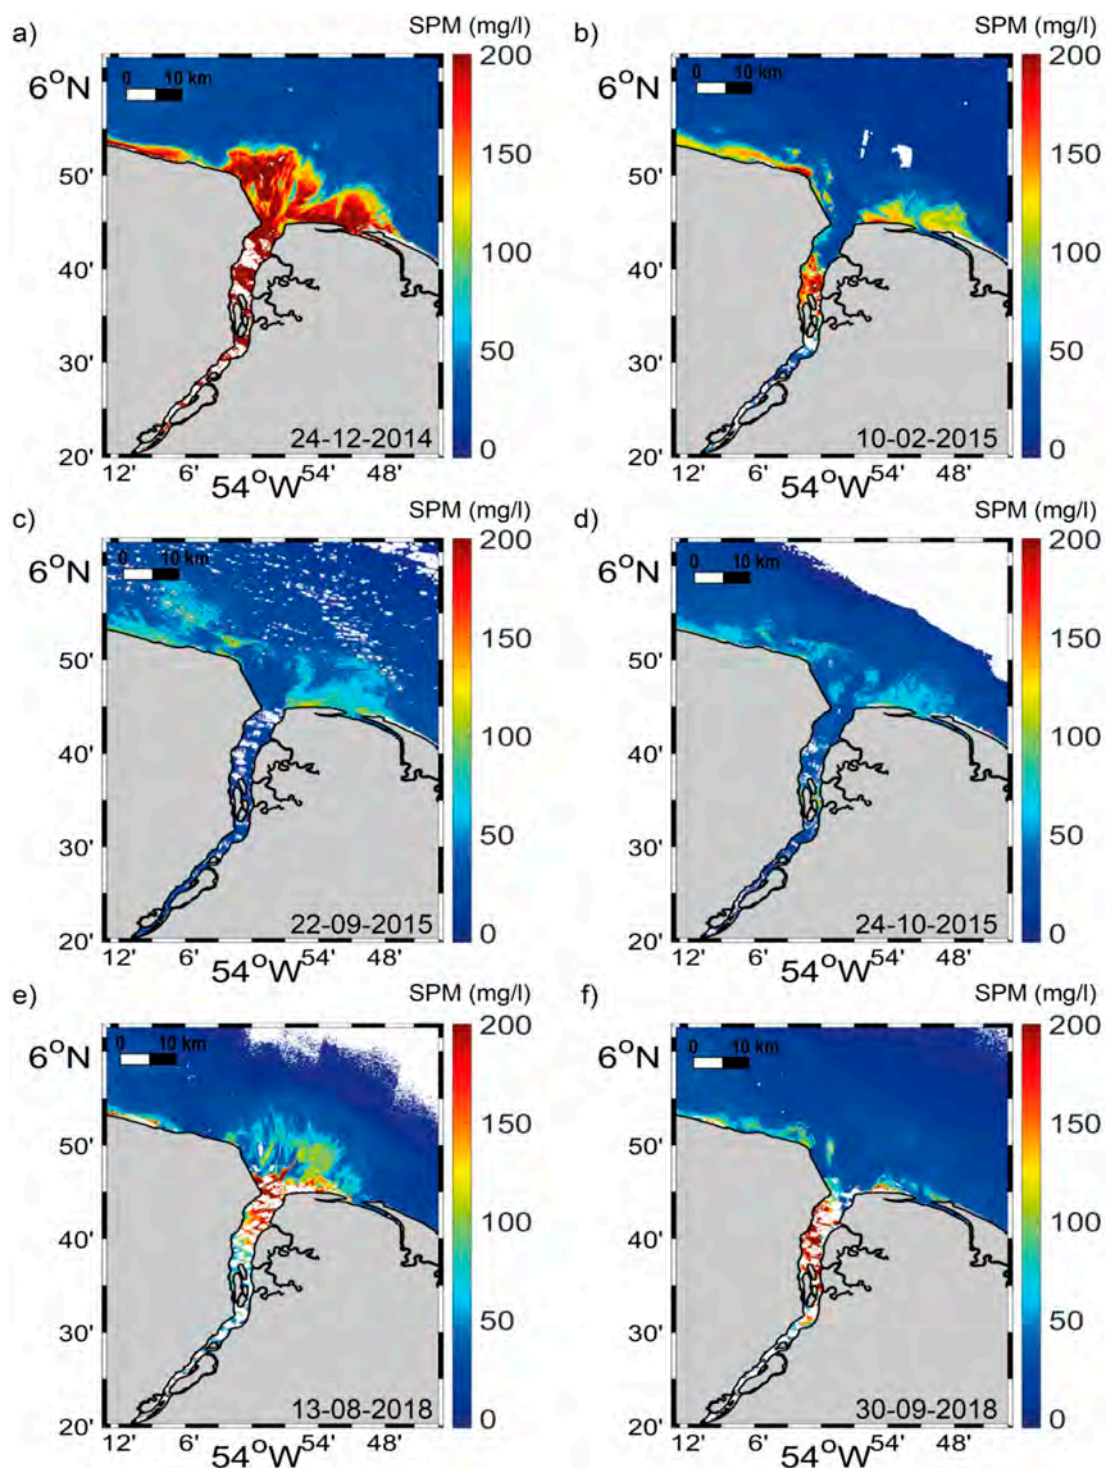 a)
SPM (mg/l)
0 10 km
6°N
50'
40'
30'
20'
12' 6' 54°W 54' 48'
200
150
100
50
0
24-12-2014
b)
SPM (mg/l)
0 10 km
6°N
50'
40'
30'
20'
12' 6' 54°W 54' 48'
200
150
100
50
0
10-02-2015
c)
SPM (mg/l)
0 10 km
6°N
50'
40'
30'
20'
12' 6' 54°W 54' 48'
200
150
100
50
0
22-09-2015
d)
SPM (mg/l)
0 10 km
6°N
50'
40'
30'
20'
12' 6' 54°W 54' 48'
200
150
100
50
0
24-10-2015
e)
SPM (mg/l)
0 10 km
6°N
50'
40'
30'
20'
12' 6' 54°W 54' 48'
200
150
100
50
0
13-08-2018
f)
SPM (mg/l)
0 10 km
6°N
50'
40'
30'
20'
12' 6' 54°W 54' 48'
200
150
100
50
0
30-09-2018